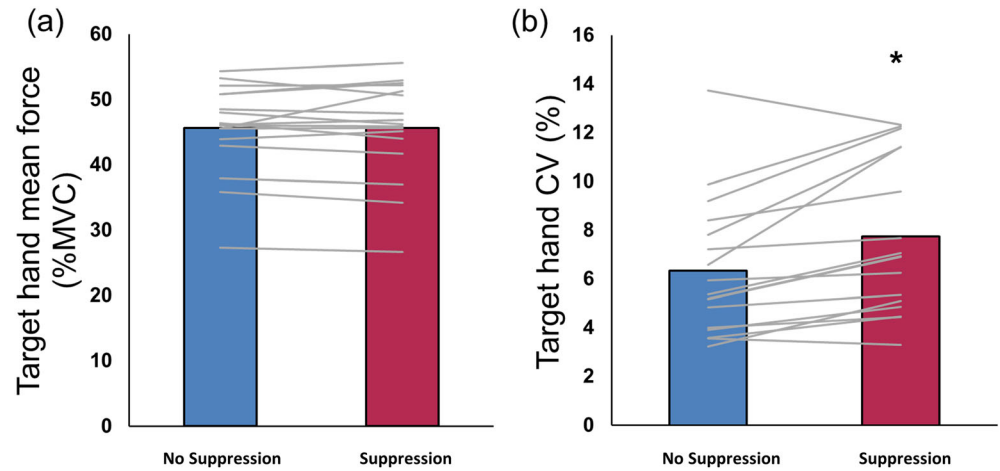 (a)
Target hand mean force
(%MVC)
60
50
40
30
20
10
0
No Suppression
Suppression
(b)
Target hand CV (%)
16
14
12
10
8
6
4
2
0
*
No Suppression
Suppression